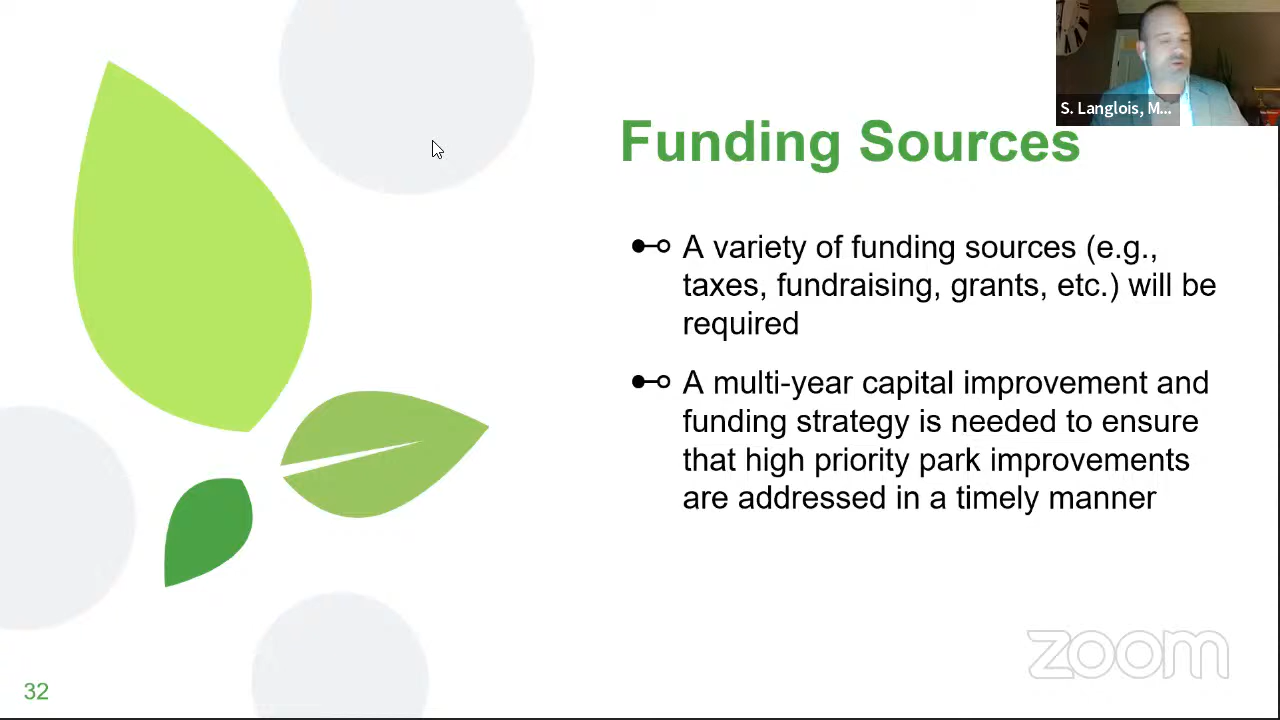 S. Langlois, M...
Funding Sources
A variety of funding sources (e.g.,
taxes, fundraising, grants, etc.) will be
required
A multi-year capital improvement and
funding strategy is needed to ensure
that high priority park improvements
are addressed in a timely manner
zoom
32